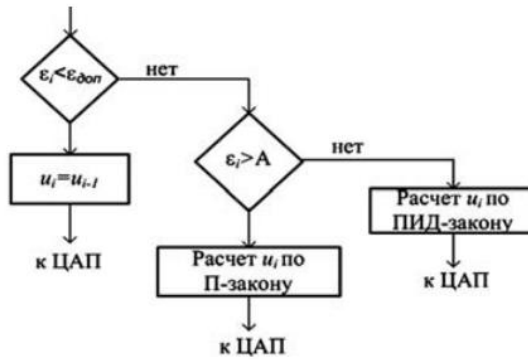 εᵢ<εдоп
нет
uᵢ=uᵢ₋₁
к ЦАП
εᵢ>A
нет
Расчет uᵢ по
П-закону
к ЦАП
Расчет uᵢ по
ПИД-закону
к ЦАП